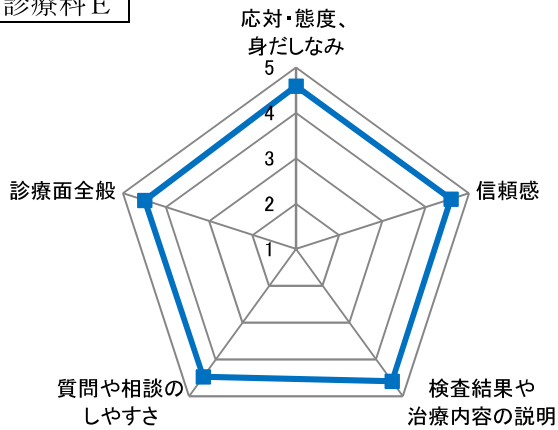 診療科E
応対・態度、
身だしなみ
5
4
3
2
1
診療面全般
信頼感
質問や相談の
しやすさ
検査結果や
治療内容の説明